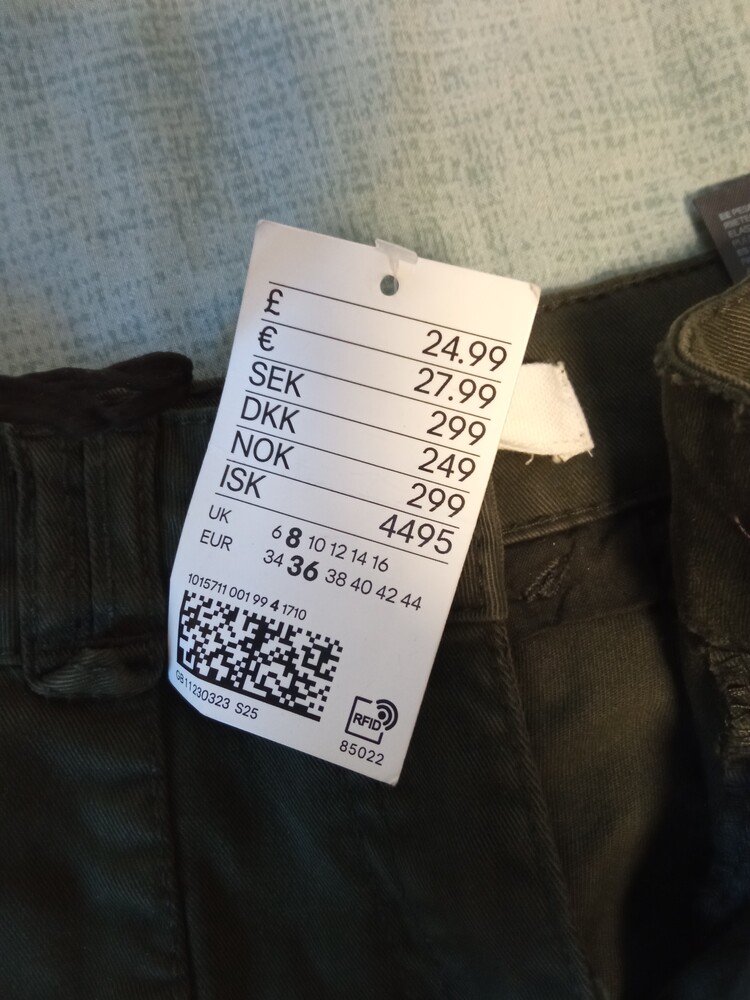 £ 24.99
€ 27.99
SEK 299
DKK 249
NOK 299
ISK 4495
UK 6 8 10 12 14 16
EUR 34 36 38 40 42 44
1015711 001 99 4 1710
GB11230323 S25
RFID
85022